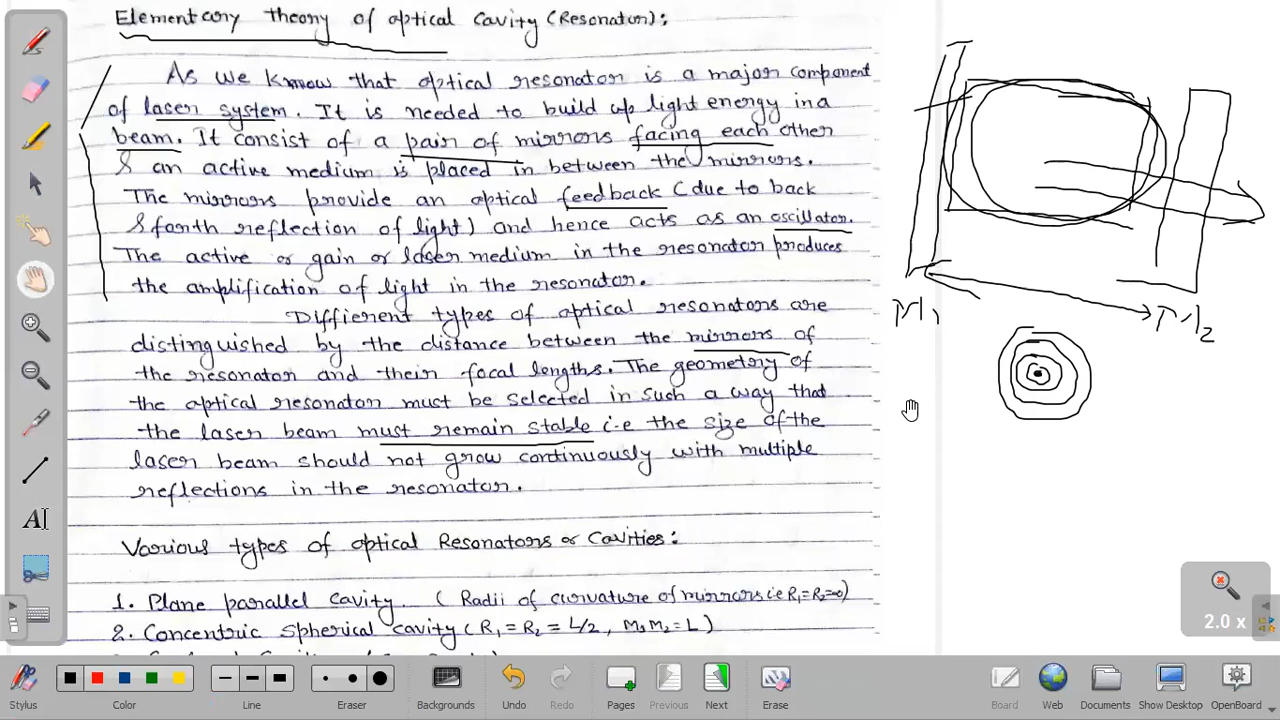 Elementary theory of optical Cavity (Resonator):
As we know that optical resonator is a major component
of laser system. It is needed to build up light energy in a
beam. It consist of a pair of mirrors facing each other
& an active medium is placed in between the mirrors.
The mirrors provide an optical feedback (due to back
& forth reflection of light) and hence acts as an oscillator.
The active or gain or laser medium in the resonator produces
the amplification of light in the resonator.
Different types of optical resonators are
distinguished by the distance between the mirrors of
the resonator and their focal lengths. The geometry of
the optical resonator must be selected in such a way that
the laser beam must remain stable i.e the size of the
lacer beam should not grow continuously with multiple
reflections in the resonator.
Various types of optical Resonators or Cavities:
1. Plane parallel cavity. ( Radii of curvature of mirrors i.e R1=R2=∞)
2. Concentric Spherical cavity (R1 = R2 = L/2, M1M2 = L)
M1
M2
2.0 x
Stylus
Color
Line
Eraser
Backgrounds
Undo
Redo
Pages
Previous
Next
Erase
Board
Web
Documents
Show Desktop
OpenBoard